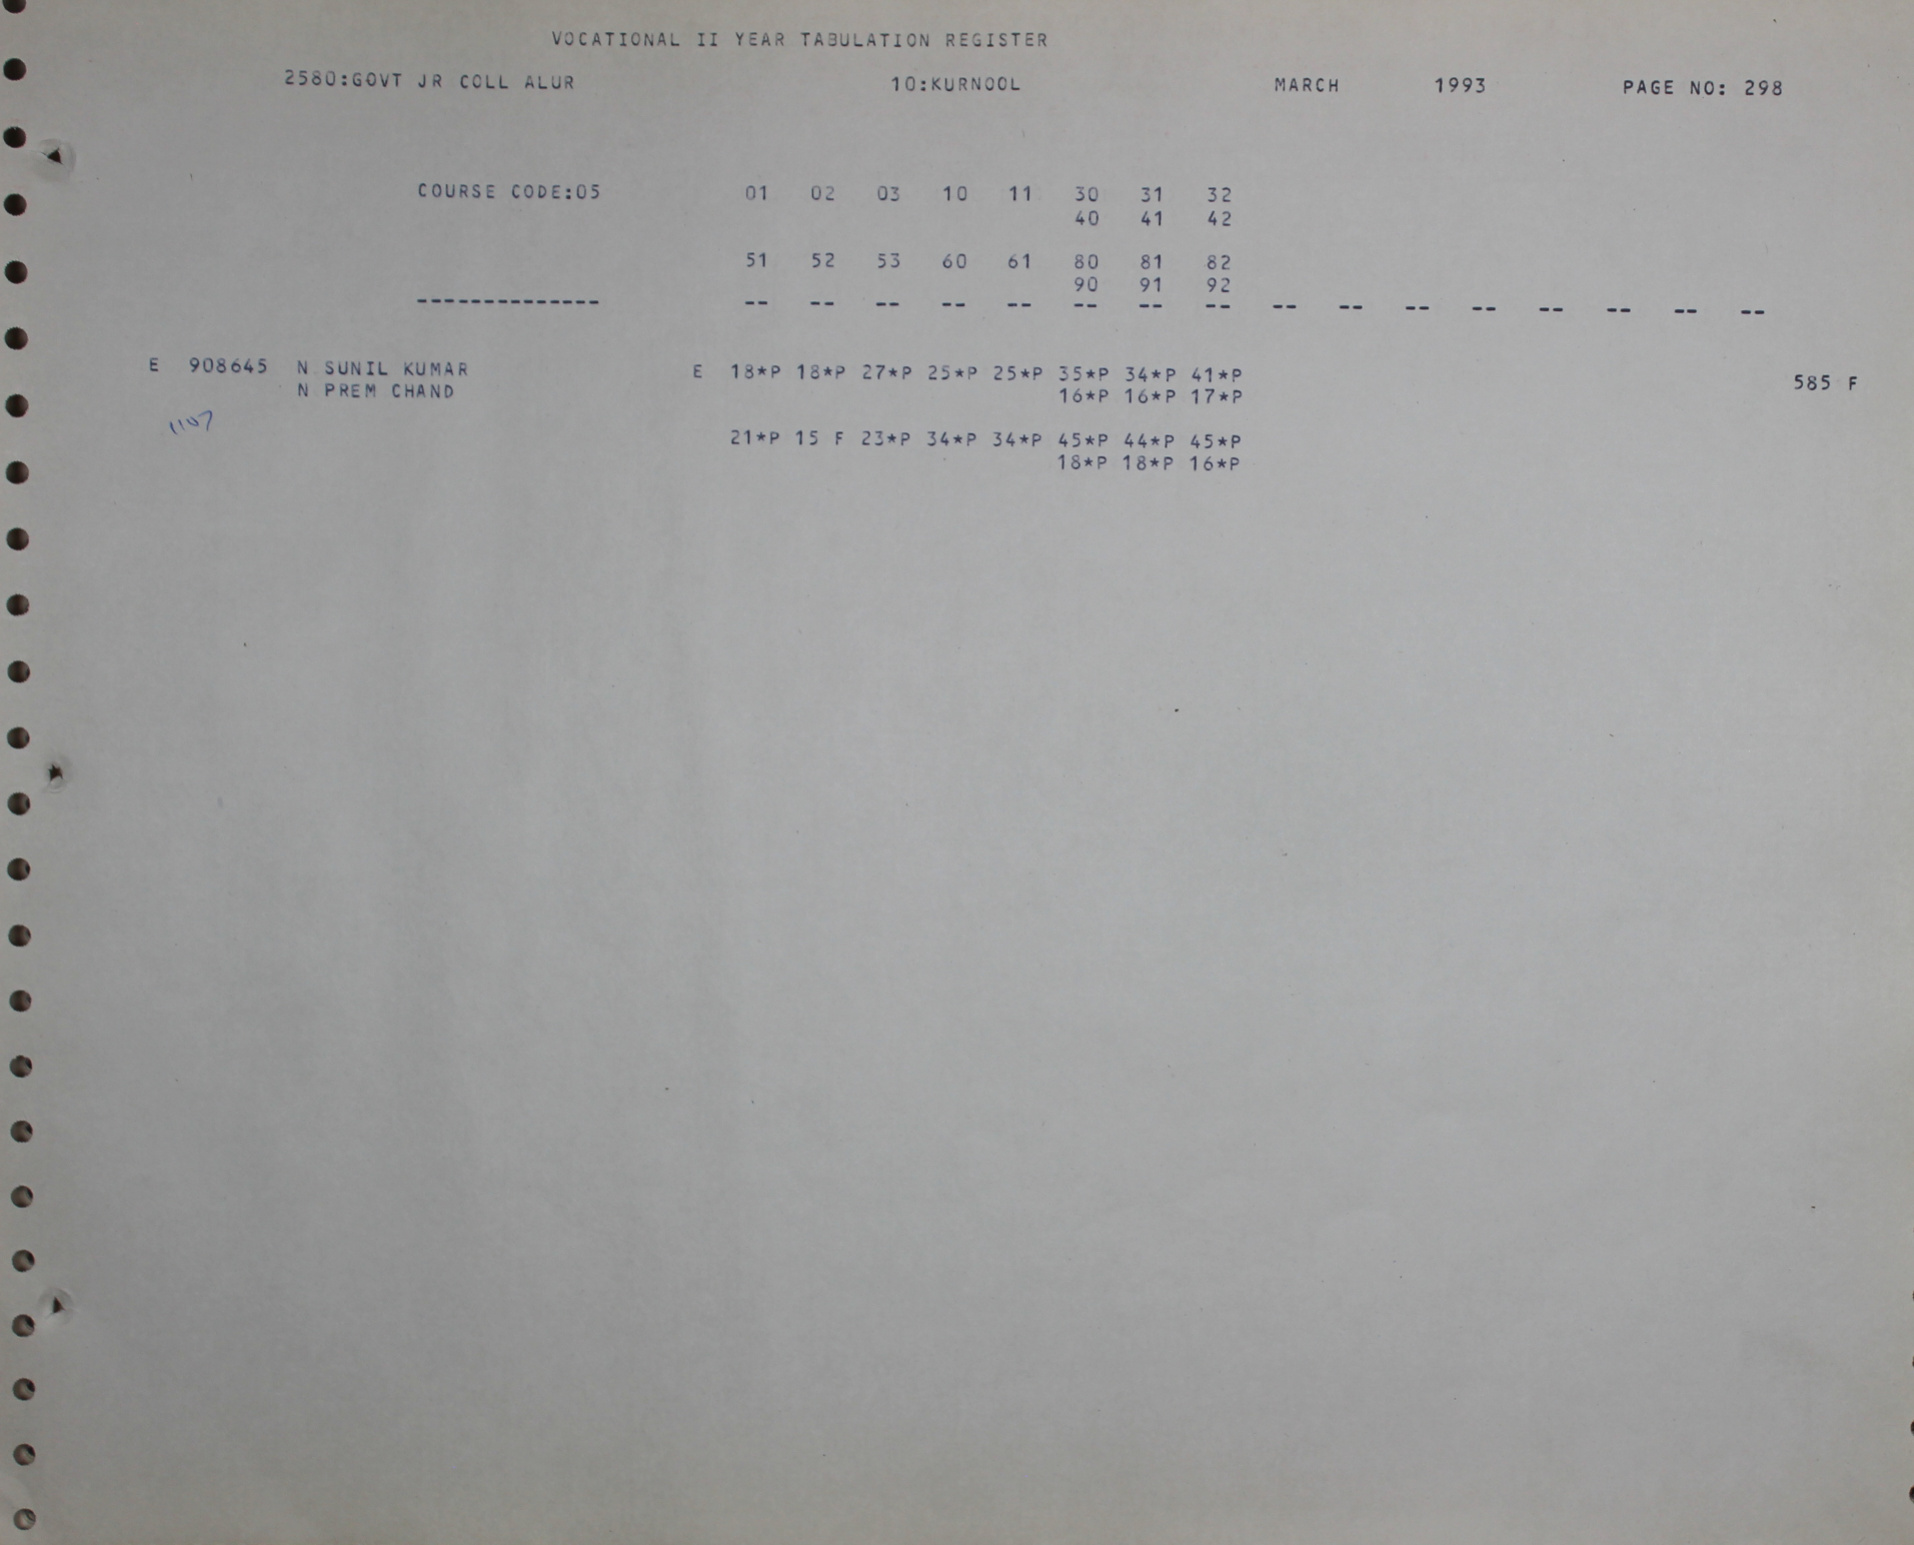 VOCATIONAL II YEAR TABULATION REGISTER
2580:GOVT JR COLL ALUR 10:KURNOOL MARCH 1993 PAGE NO: 298
COURSE CODE:05 01 02 03 10 11 30 31 32
40 41 42
51 52 53 60 61 80 81 82
90 91 92
-------------- -- -- -- -- -- -- -- -- -- -- -- -- -- -- -- --
E 908645 N SUNIL KUMAR E 18*P 18*P 27*P 25*P 25*P 35*P 34*P 41*P 585 F
N PREM CHAND 16*P 16*P 17*P
1107
21*P 15 F 23*P 34*P 34*P 45*P 44*P 45*P
18*P 18*P 16*P